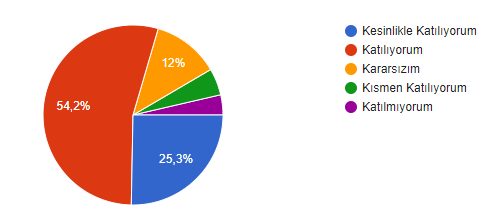 Kesinlikle Katılıyorum
Katılıyorum
Kararsızım
Kısmen Katılıyorum
Katılmıyorum
12%
54,2%
25,3%